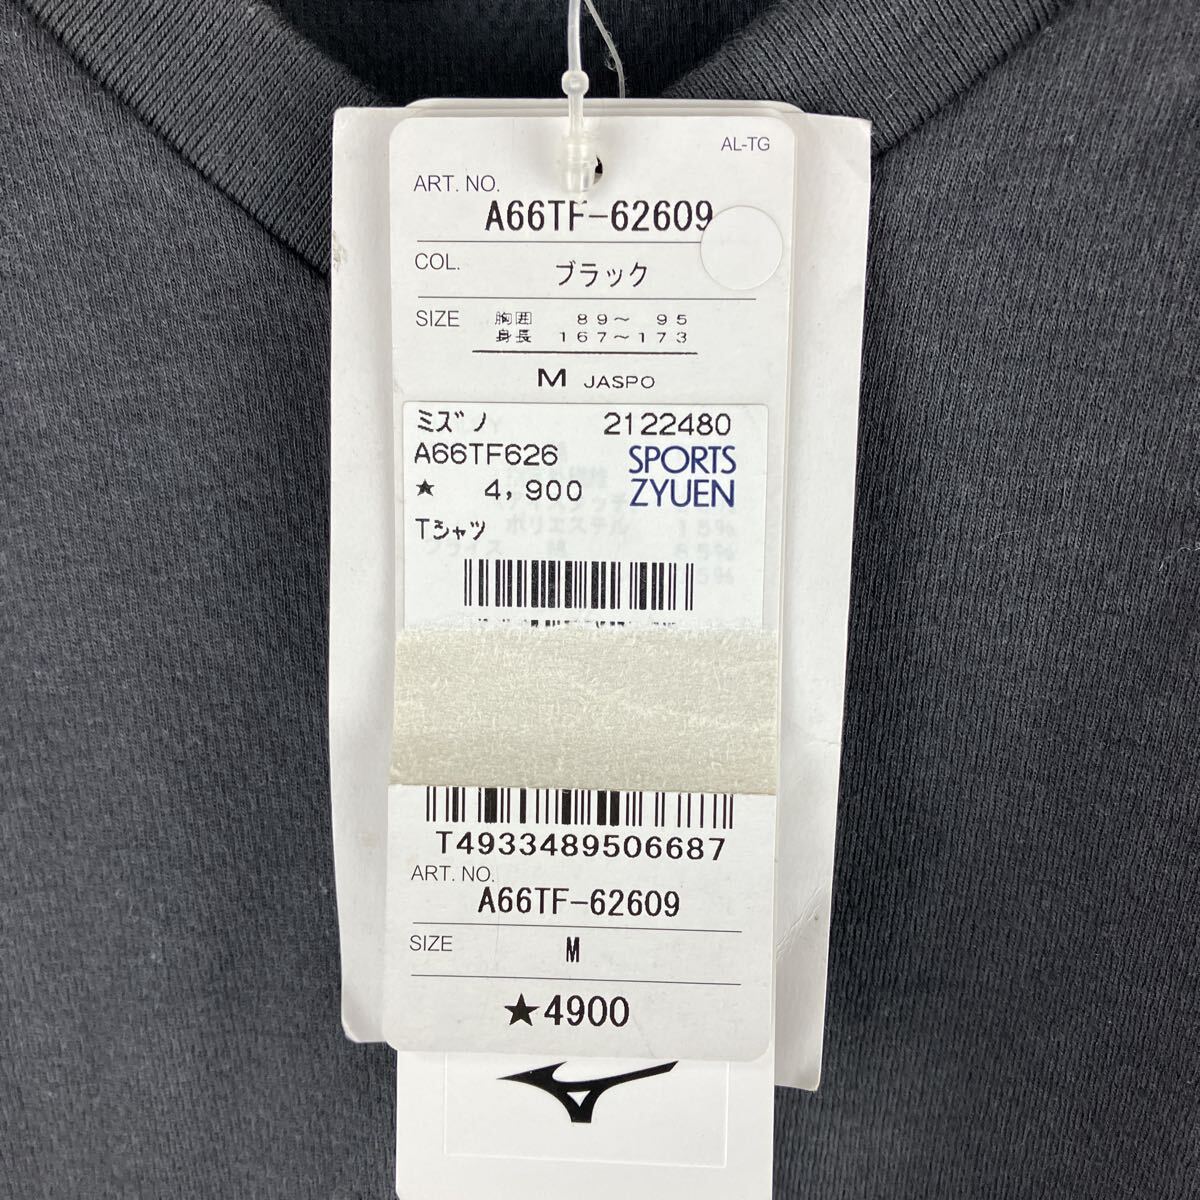 AL-TG
ART. NO.
A66TF-62609
COL. ブラック
SIZE 胸囲 89～ 95
身長 167～173
M JASPO
ミズノ 2122480
A66TF626 SPORTS
★ 4,900 ZYUEN
Tシャツ
ポリエステル 15%
T4933489506687
ART. NO.
A66TF-62609
SIZE M
★4900